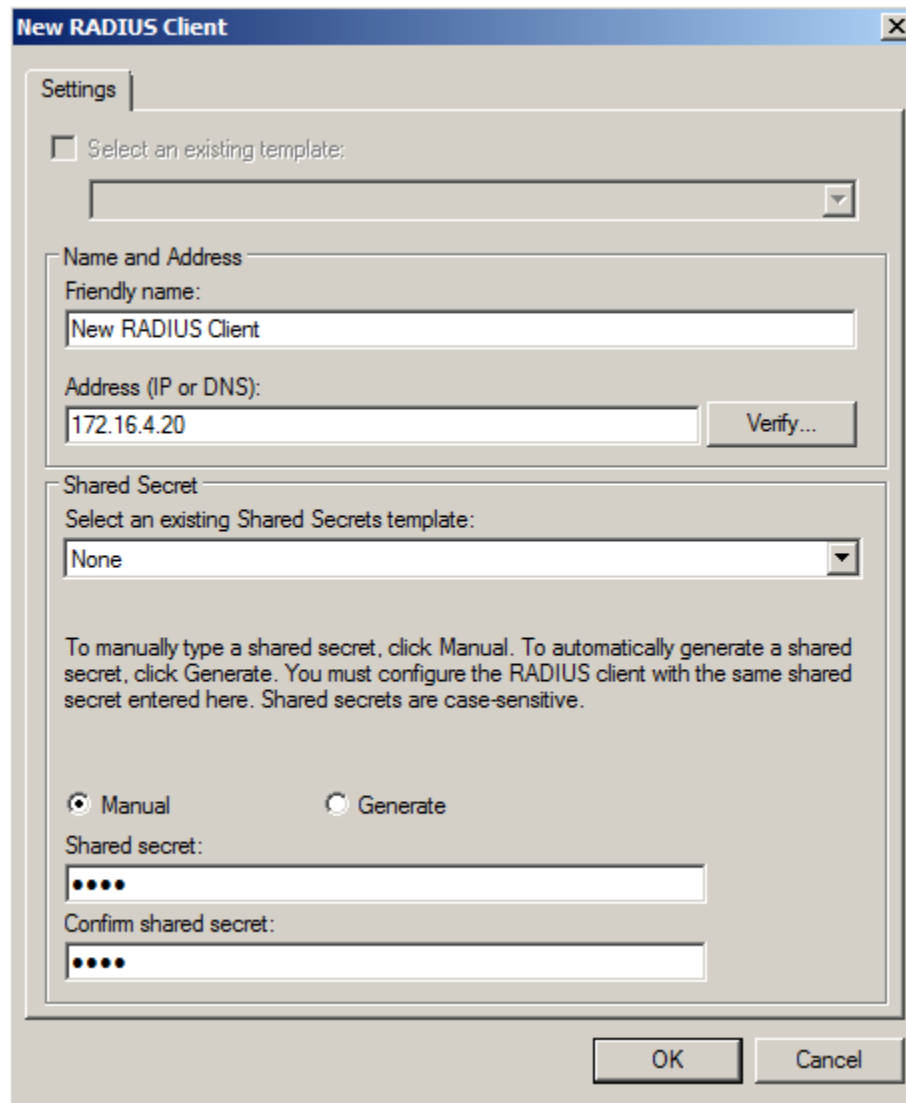 New RADIUS Client
Settings
Select an existing template:
Name and Address
Friendly name:
New RADIUS Client
Address (IP or DNS):
172.16.4.20
Verify...
Shared Secret
Select an existing Shared Secrets template:
None
To manually type a shared secret, click Manual. To automatically generate a shared
secret, click Generate. You must configure the RADIUS client with the same shared
secret entered here. Shared secrets are case-sensitive.
Manual
Generate
Shared secret:
••••
Confirm shared secret:
••••
OK
Cancel